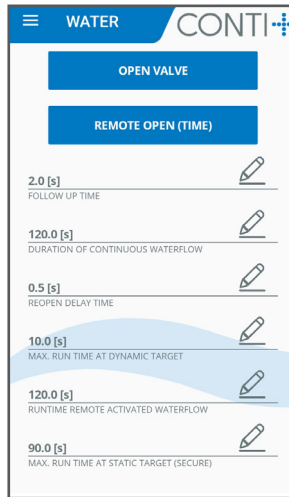 WATER
CONTI+
OPEN VALVE
REMOTE OPEN (TIME)
2.0 [s]
FOLLOW UP TIME
120.0 [s]
DURATION OF CONTINUOUS WATERFLOW
0.5 [s]
REOPEN DELAY TIME
10.0 [s]
MAX. RUN TIME AT DYNAMIC TARGET
120.0 [s]
RUNTIME REMOTE ACTIVATED WATERFLOW
90.0 [s]
MAX. RUN TIME AT STATIC TARGET (SECURE)